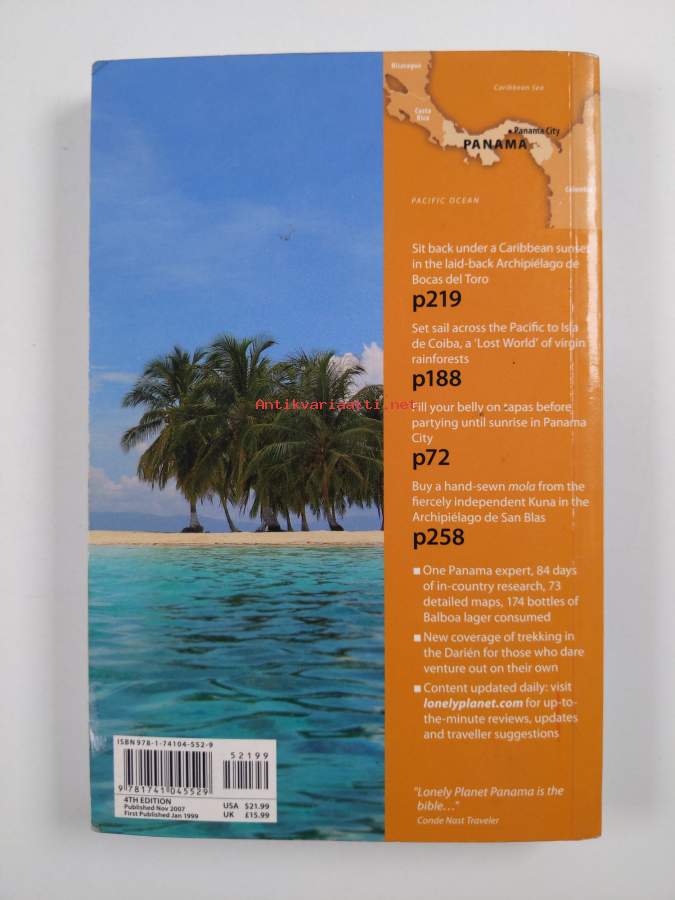 Nicaragua
Caribbean Sea
Costa
Rica
Panama City
PANAMA
Colombia
PACIFIC OCEAN
Sit back under a Caribbean sunset
in the laid-back Archipiélago de
Bocas del Toro
p219
Set sail across the Pacific to Isla
de Coiba, a 'Lost World' of virgin
rainforests
p188
Antikvariaatti.net
Fill your belly on tapas before
partying until sunrise in Panama
City
p72
Buy a hand-sewn mola from the
fiercely independent Kuna in the
Archipiélago de San Blas
p258
■ One Panama expert, 84 days
of in-country research, 73
detailed maps, 174 bottles of
Balboa lager consumed
■ New coverage of trekking in
the Darién for those who dare
venture out on their own
■ Content updated daily: visit
lonelyplanet.com for up-to-
the-minute reviews, updates
and traveller suggestions
"Lonely Planet Panama is the
bible…"
Conde Nast Traveler
ISBN 978-1-74104-552-9
52199
9 781741 045529
4TH EDITION
Published Nov 2007
First Published Jan 1999
USA $21.99
UK £15.99